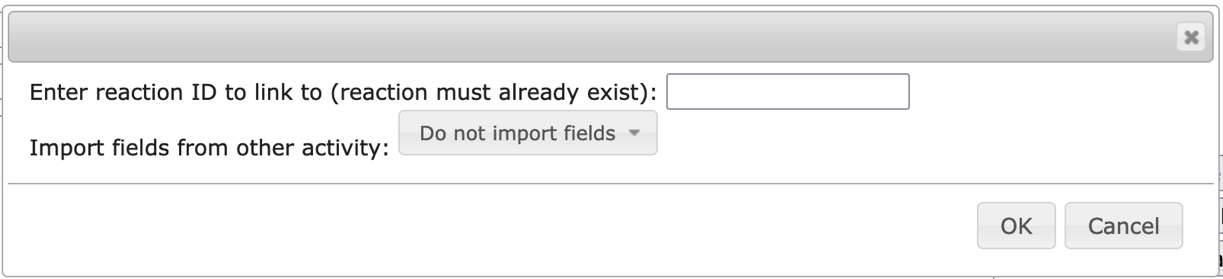 Enter reaction ID to link to (reaction must already exist):
Import fields from other activity: Do not import fields
OK Cancel